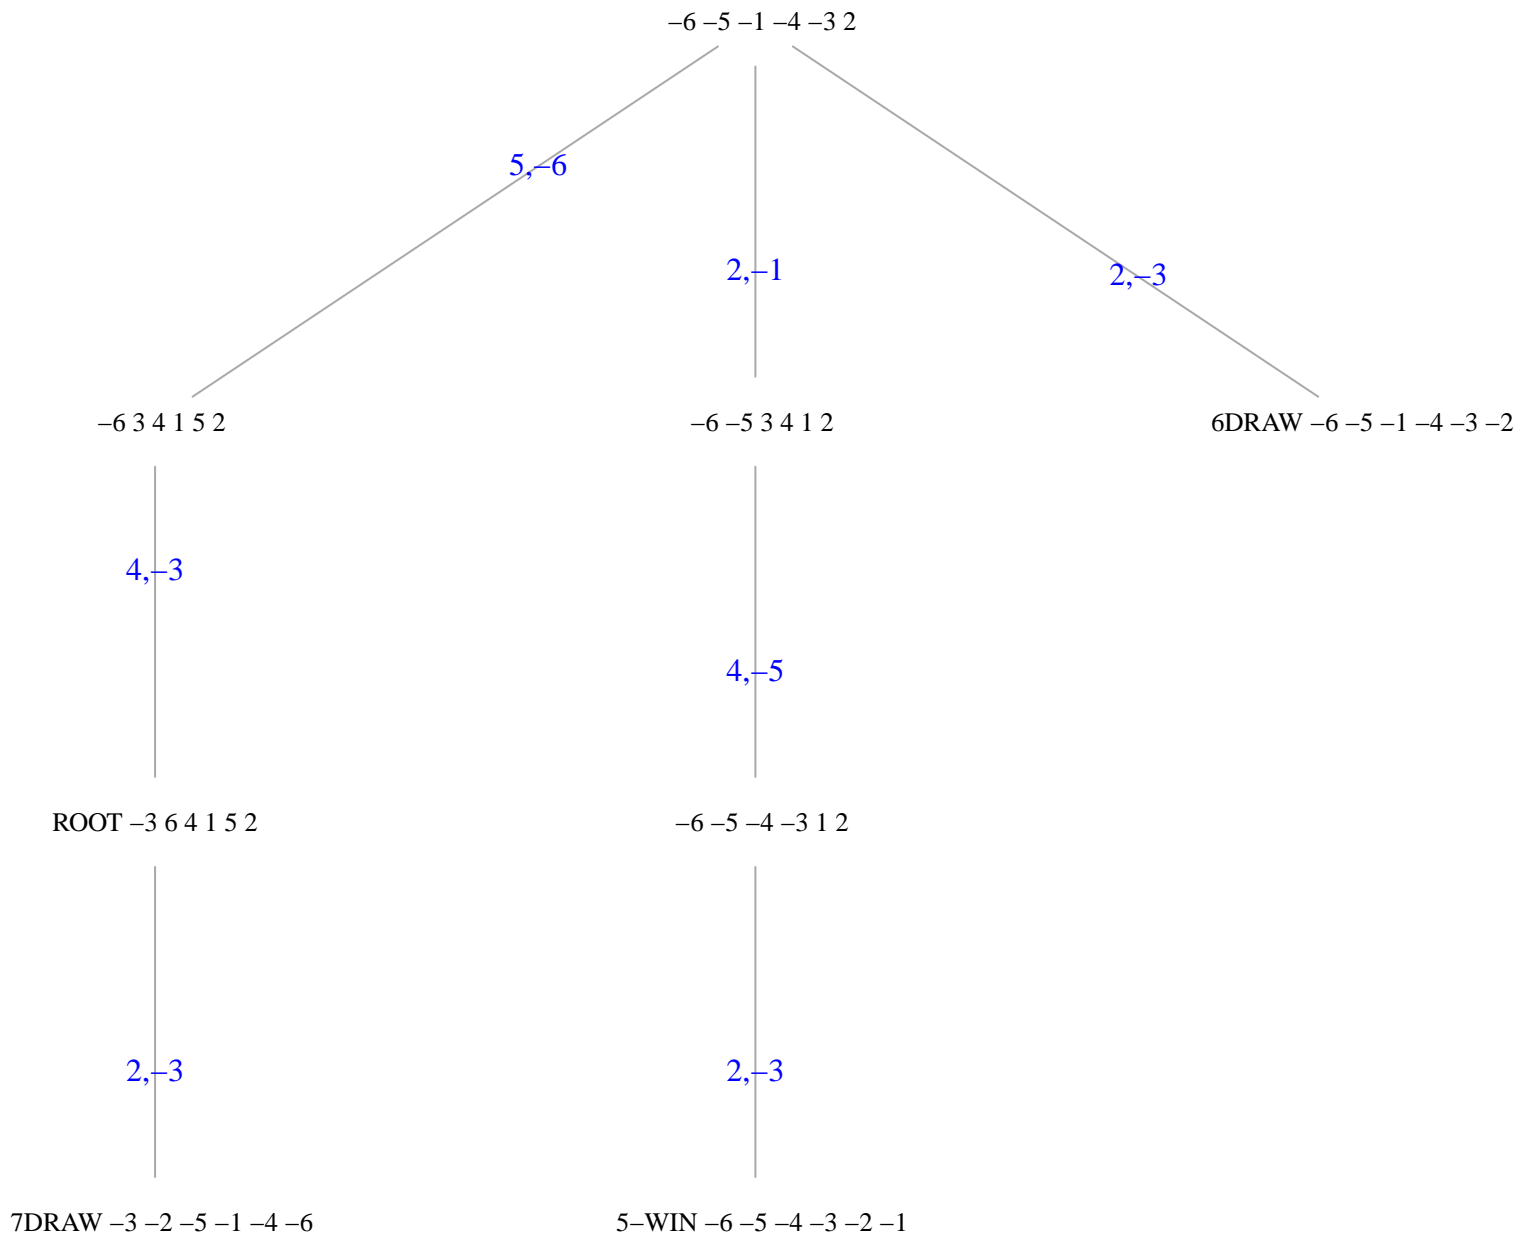 –6 –5 –1 –4 –3 2
5,–6
2,–1
2,–3
–6 3 4 1 5 2
–6 –5 3 4 1 2
6DRAW –6 –5 –1 –4 –3 –2
4,–3
4,–5
ROOT –3 6 4 1 5 2
–6 –5 –4 –3 1 2
2,–3
2,–3
7DRAW –3 –2 –5 –1 –4 –6
5–WIN –6 –5 –4 –3 –2 –1